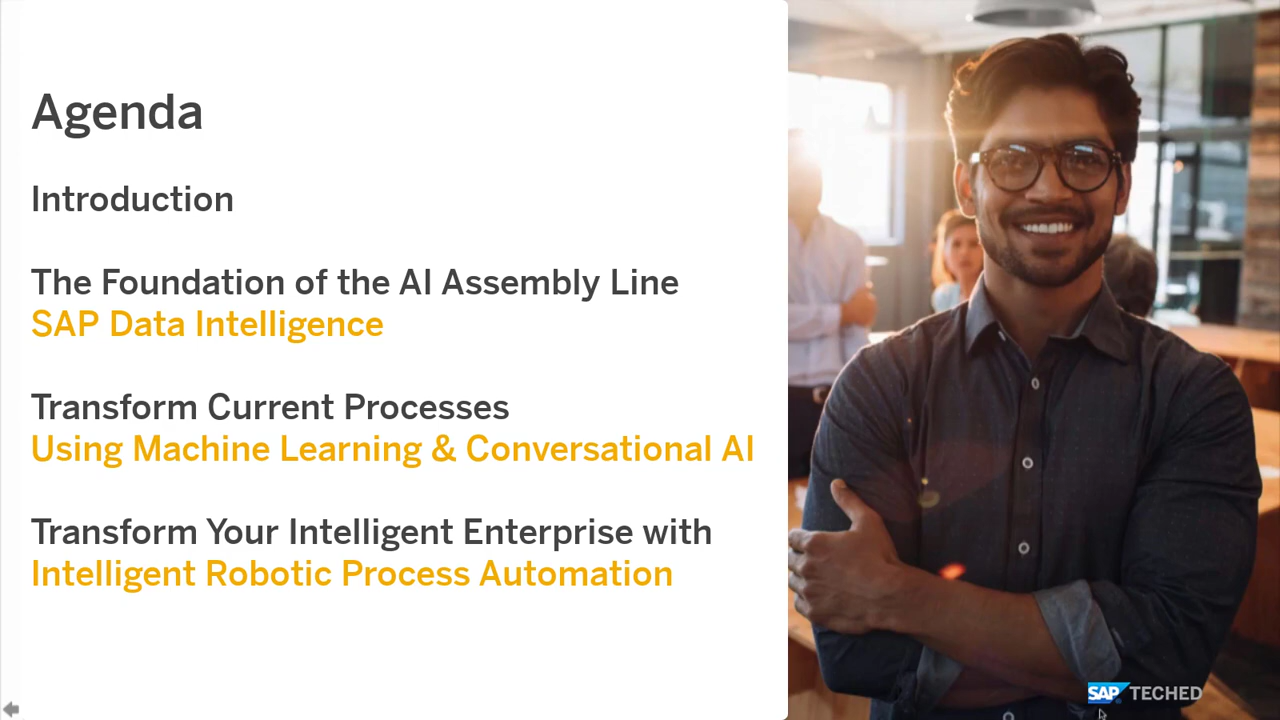 Agenda
Introduction
The Foundation of the AI Assembly Line
SAP Data Intelligence
Transform Current Processes
Using Machine Learning & Conversational AI
Transform Your Intelligent Enterprise with
Intelligent Robotic Process Automation
SAP TECHED